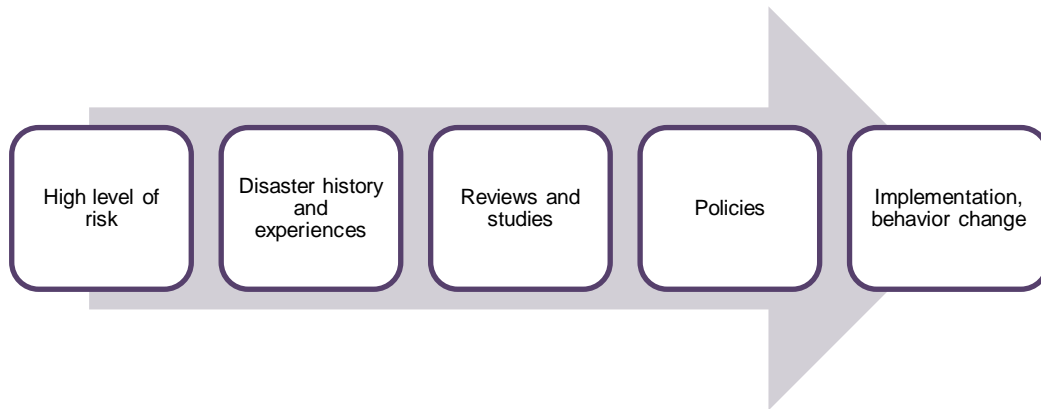 High level of
risk
Disaster history
and
experiences
Reviews and
studies
Policies
Implementation,
behavior change